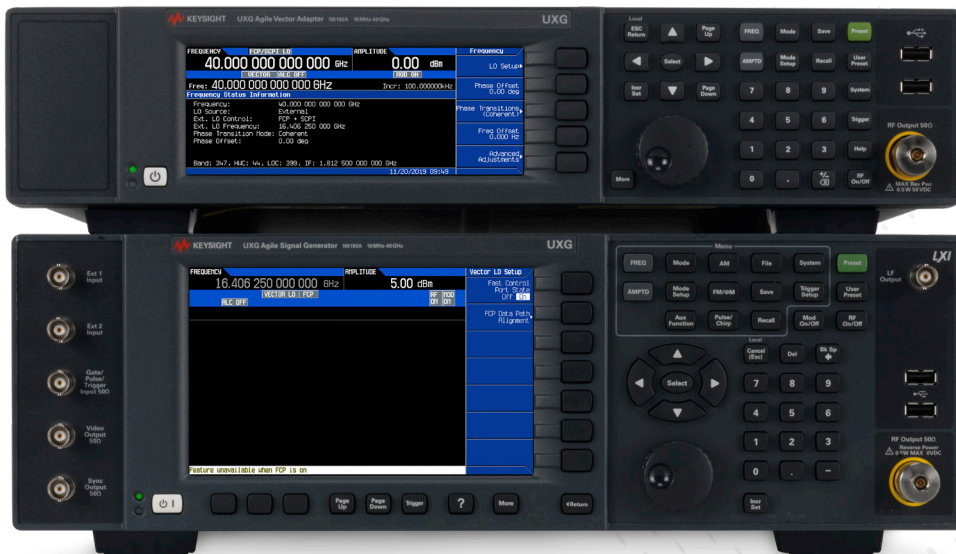 KEYSIGHT UXG Agile Vector Adapter N5192A 10MHz-40GHz UXG
FREQUENCY FCP/SCPI LO AMPLITUDE Frequency
40.000 000 000 000 GHz 0.00 dBm
VECTOR ALC OFF MOD ON
LO Setup
Freq: 40.000 000 000 000 GHz Incr: 100.000000kHz
Frequency Status Information
Frequency: 40.000 000 000 000 GHz
LO Source: External
Ext. LO Control: FCP + SCPI
Ext. LO Frequency: 16.406 250 000 GHz
Phase Transition Mode: Coherent
Phase Offset: 0.00 deg
Band: 347, HWC: 44, LOC: 399, IF: 1.812 500 000 000 GHz
11/20/2019 09:49
Phase Offset
0.00 deg
Phase Transitions
(Coherent)
Freq Offset
0.000 Hz
Advanced
Adjustments
Local
ESC
Return
Page
Up
FREQ Mode Save Preset
Select
AMPTD
Mode
Setup
Recall
User
Preset
Incr
Set
Page
Down
7 8 9 System
4 5 6 Trigger
1 2 3 Help
More
0 . +/-
RF
On/Off
RF Output 50Ω
MAX Rev Pwr
0.5W 50VDC
KEYSIGHT UXG Agile Signal Generator N5193A 10MHz-40GHz UXG
LXI
Ext 1
Input
Ext 2
Input
Gate/
Pulse/
Trigger
Input 50Ω
Video
Output
50Ω
Sync
Output
50Ω
FREQUENCY AMPLITUDE Vector LO Setup
16.406 250 000 000 GHz 5.00 dBm
VECTOR LO FCP
ALC OFF
RF MOD
ON ON
Fast Control
Port State
Off On
FCP Data Path
Alignment
Feature unavailable when FCP is on
Page
Up
Page
Down
Trigger ? More Return
Menu
FREQ Mode AM File System Preset
AMPTD
Mode
Setup
FM/ΦM Save
Trigger
Setup
User
Preset
Aux
Function
Pulse/
Chirp
Recall
Mod
On/Off
RF
On/Off
Local
Cancel
(Esc)
Del
Bk Sp
Select
7 8 9
4 5 6
1 2 3
0 . -
Incr
Set
LF
Output
RF Output 50Ω
Reverse Power